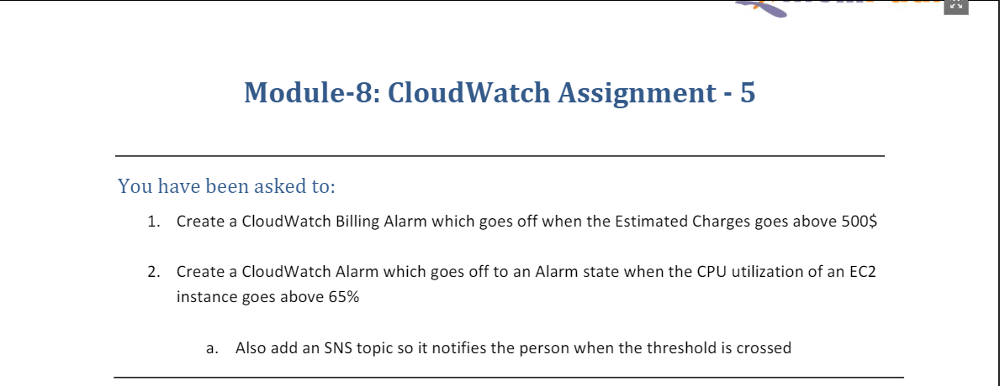 Module-8: CloudWatch Assignment - 5
You have been asked to:
1. Create a CloudWatch Billing Alarm which goes off when the Estimated Charges goes above 500$
2. Create a CloudWatch Alarm which goes off to an Alarm state when the CPU utilization of an EC2
instance goes above 65%
a. Also add an SNS topic so it notifies the person when the threshold is crossed